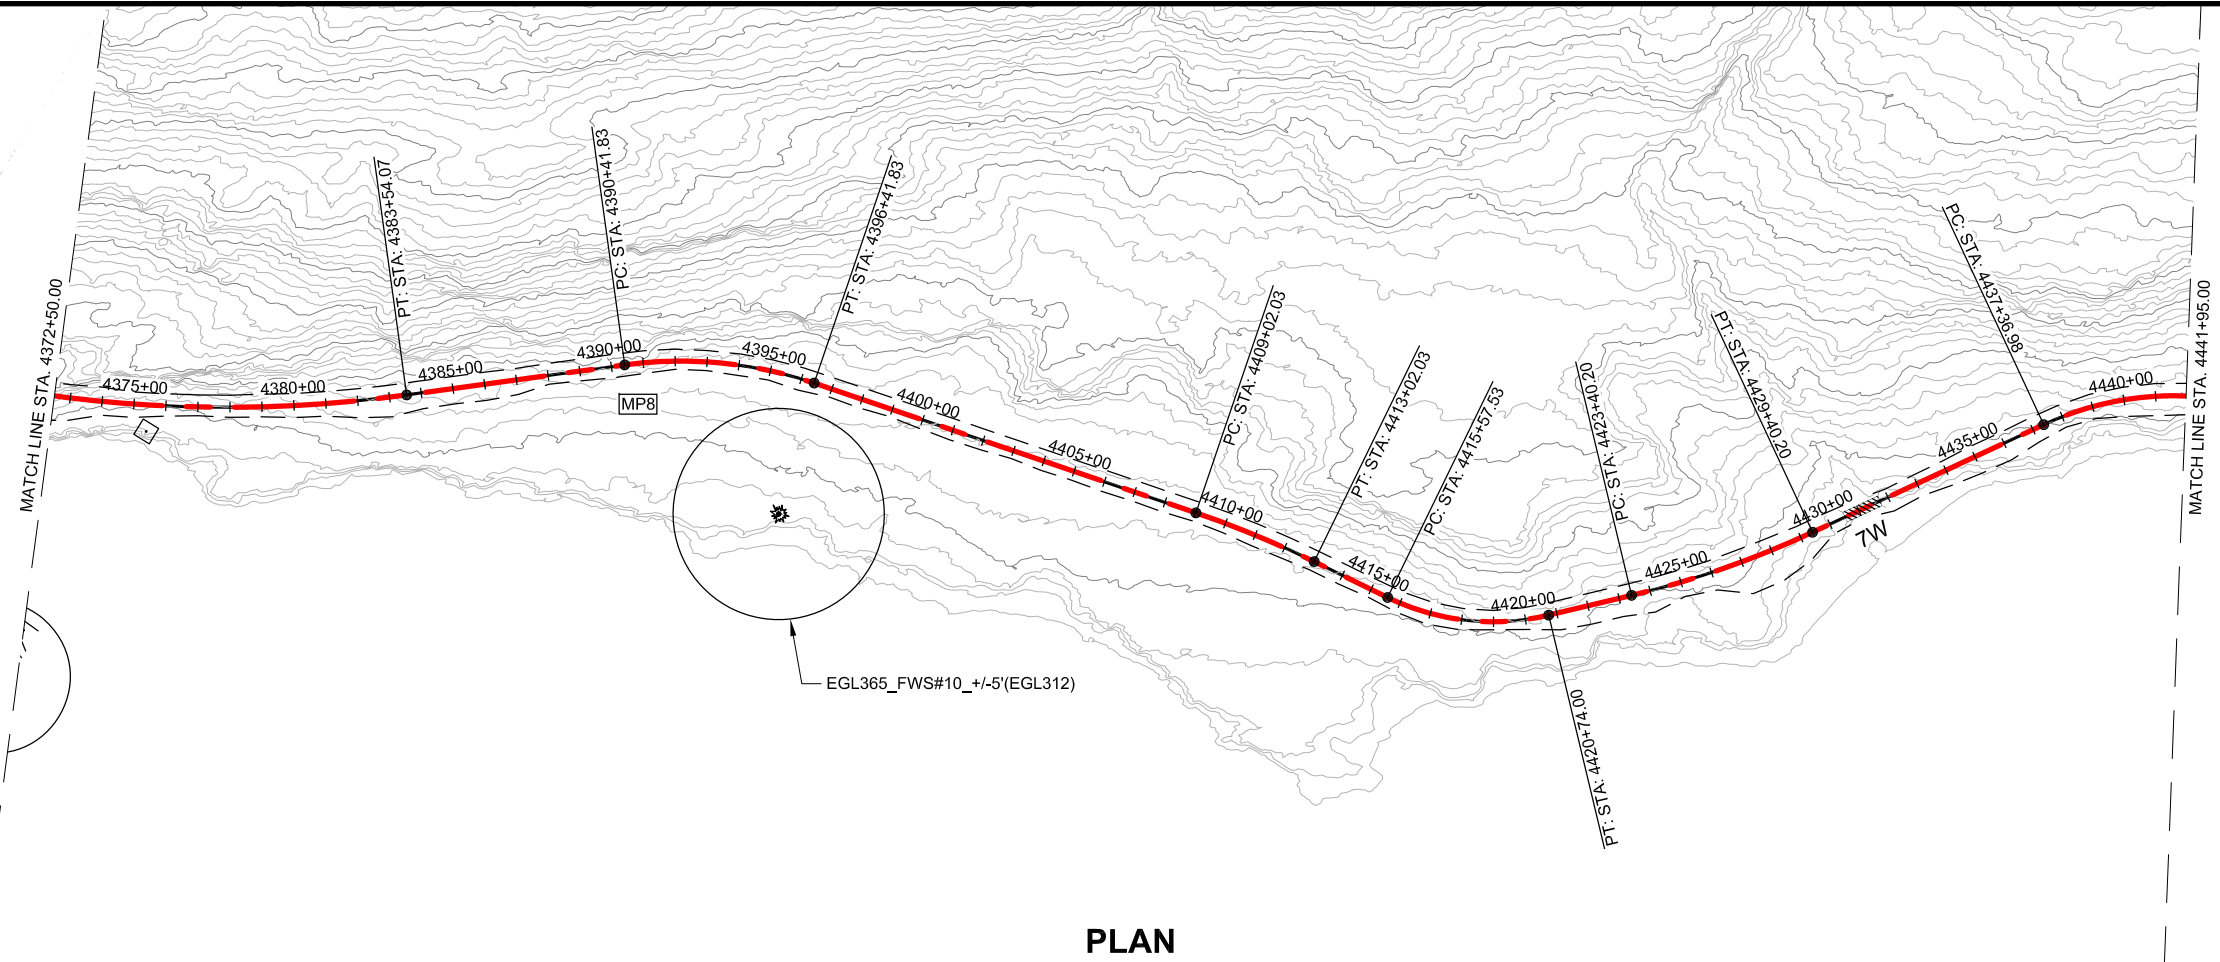 MATCH LINE STA. 4372+50.00
4375+00
4380+00
PT: STA: 4383+54.07
4385+00
4390+00
PC: STA: 4390+41.83
MP8
4395+00
PT: STA: 4396+41.83
4400+00
4405+00
PC: STA: 4409+02.03
4410+00
PT: STA: 4413+02.03
4415+00
PC: STA: 4415+57.53
4420+00
PT: STA: 4420+74.00
PC: STA: 4423+40.20
4425+00
PT: STA: 4429+40.20
4430+00
7W
4435+00
PC: STA: 4437+36.98
4440+00
MATCH LINE STA. 4441+95.00
EGL365_FWS#10_+/-5'(EGL312)
PLAN